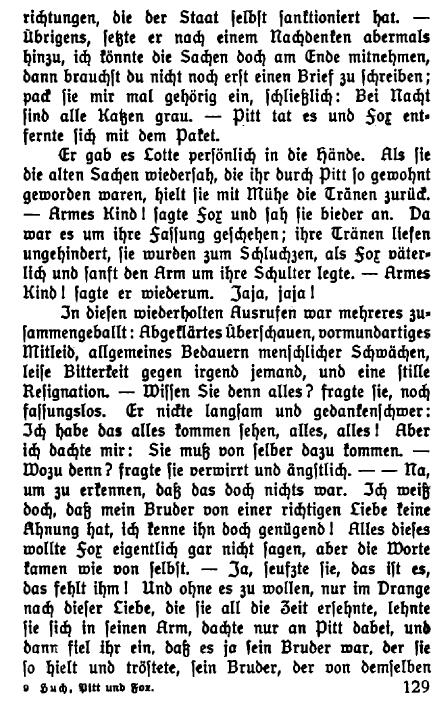 richtungen, die der Staat selbst sanktioniert hat. —
Übrigens, setzte er nach einem Nachdenken abermals
hinzu, ich könnte die Sachen doch am Ende mitnehmen,
dann brauchst du nicht noch erst einen Brief zu schreiben;
pack sie mir mal gehörig ein, schließlich: Bei Nacht
sind alle Katzen grau. — Pitt tat es und Fox ent-
fernte sich mit dem Paket.
Er gab es Lotte persönlich in die Hände. Als sie
die alten Sachen wiedersah, die ihr durch Pitt so gewohnt
geworden waren, hielt sie mit Mühe die Tränen zurück.
— Armes Kind! sagte Fox und sah sie bieder an. Da
war es um ihre Fassung geschehen; ihre Tränen liefen
ungehindert, sie wurden zum Schluchzen, als Fox väter-
lich und sanft den Arm um ihre Schulter legte. — Armes
Kind! sagte er wiederum. Jaja, jaja!
In diesen wiederholten Ausrufen war mehreres zu-
sammengeballt: Abgeklärtes Überschauen, vormundartiges
Mitleid, allgemeines Bedauern menschlicher Schwächen,
leise Bitterkeit gegen irgend jemand, und eine stille
Resignation. — Wissen Sie denn alles? fragte sie, noch
fassungslos. Er nickte langsam und gedankenschwer:
Ich habe das alles kommen sehen, alles, alles! Aber
ich dachte mir: Sie muß von selber dazu kommen. —
Wozu denn? fragte sie verwirrt und ängstlich. — — Na,
um zu erkennen, daß das doch nichts war. Ich weiß
doch, daß mein Bruder von einer richtigen Liebe keine
Ahnung hat, ich kenne ihn doch genügend! Alles dieses
wollte Fox eigentlich gar nicht sagen, aber die Worte
kamen wie von selbst. — Ja, seufzte sie, das ist es,
das fehlt ihm! Und ohne es zu wollen, nur im Drange
nach dieser Liebe, die sie all die Zeit ersehnte, lehnte
sie sich in seinen Arm, dachte nur an Pitt dabei, und
dann fiel ihr ein, daß es ja sein Bruder war, der sie
so hielt und tröstete, sein Bruder, der von demselben
9 Huch, Pitt und Fox. 129